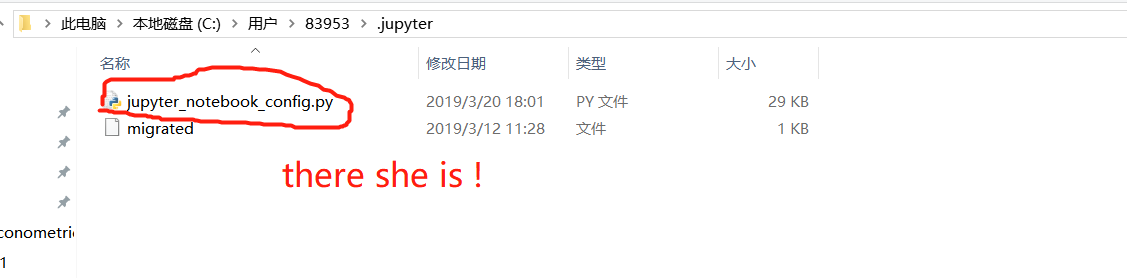 此电脑 › 本地磁盘 (C:) › 用户 › 83953 › .jupyter
名称 修改日期 类型 大小
jupyter_notebook_config.py 2019/3/20 18:01 PY 文件 29 KB
migrated 2019/3/12 11:28 文件 1 KB
there she is !
conometric
1